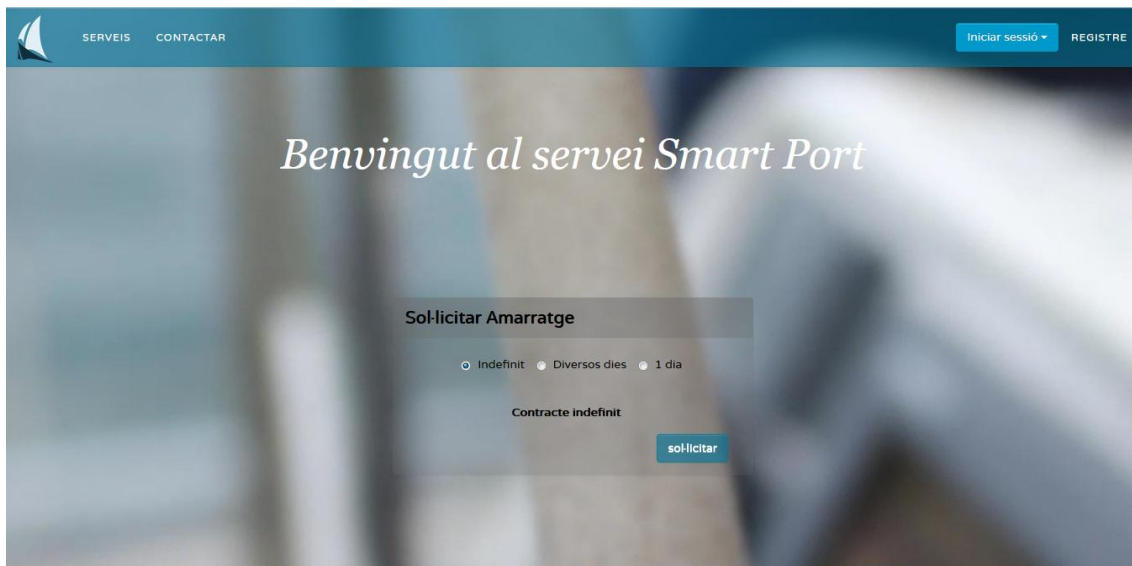 SERVEIS CONTACTAR Iniciar sessió REGISTRE
Benvingut al servei Smart Port
Sol·licitar Amarratge
Indefinit Diversos dies 1 dia
Contracte indefinit
sol·licitar